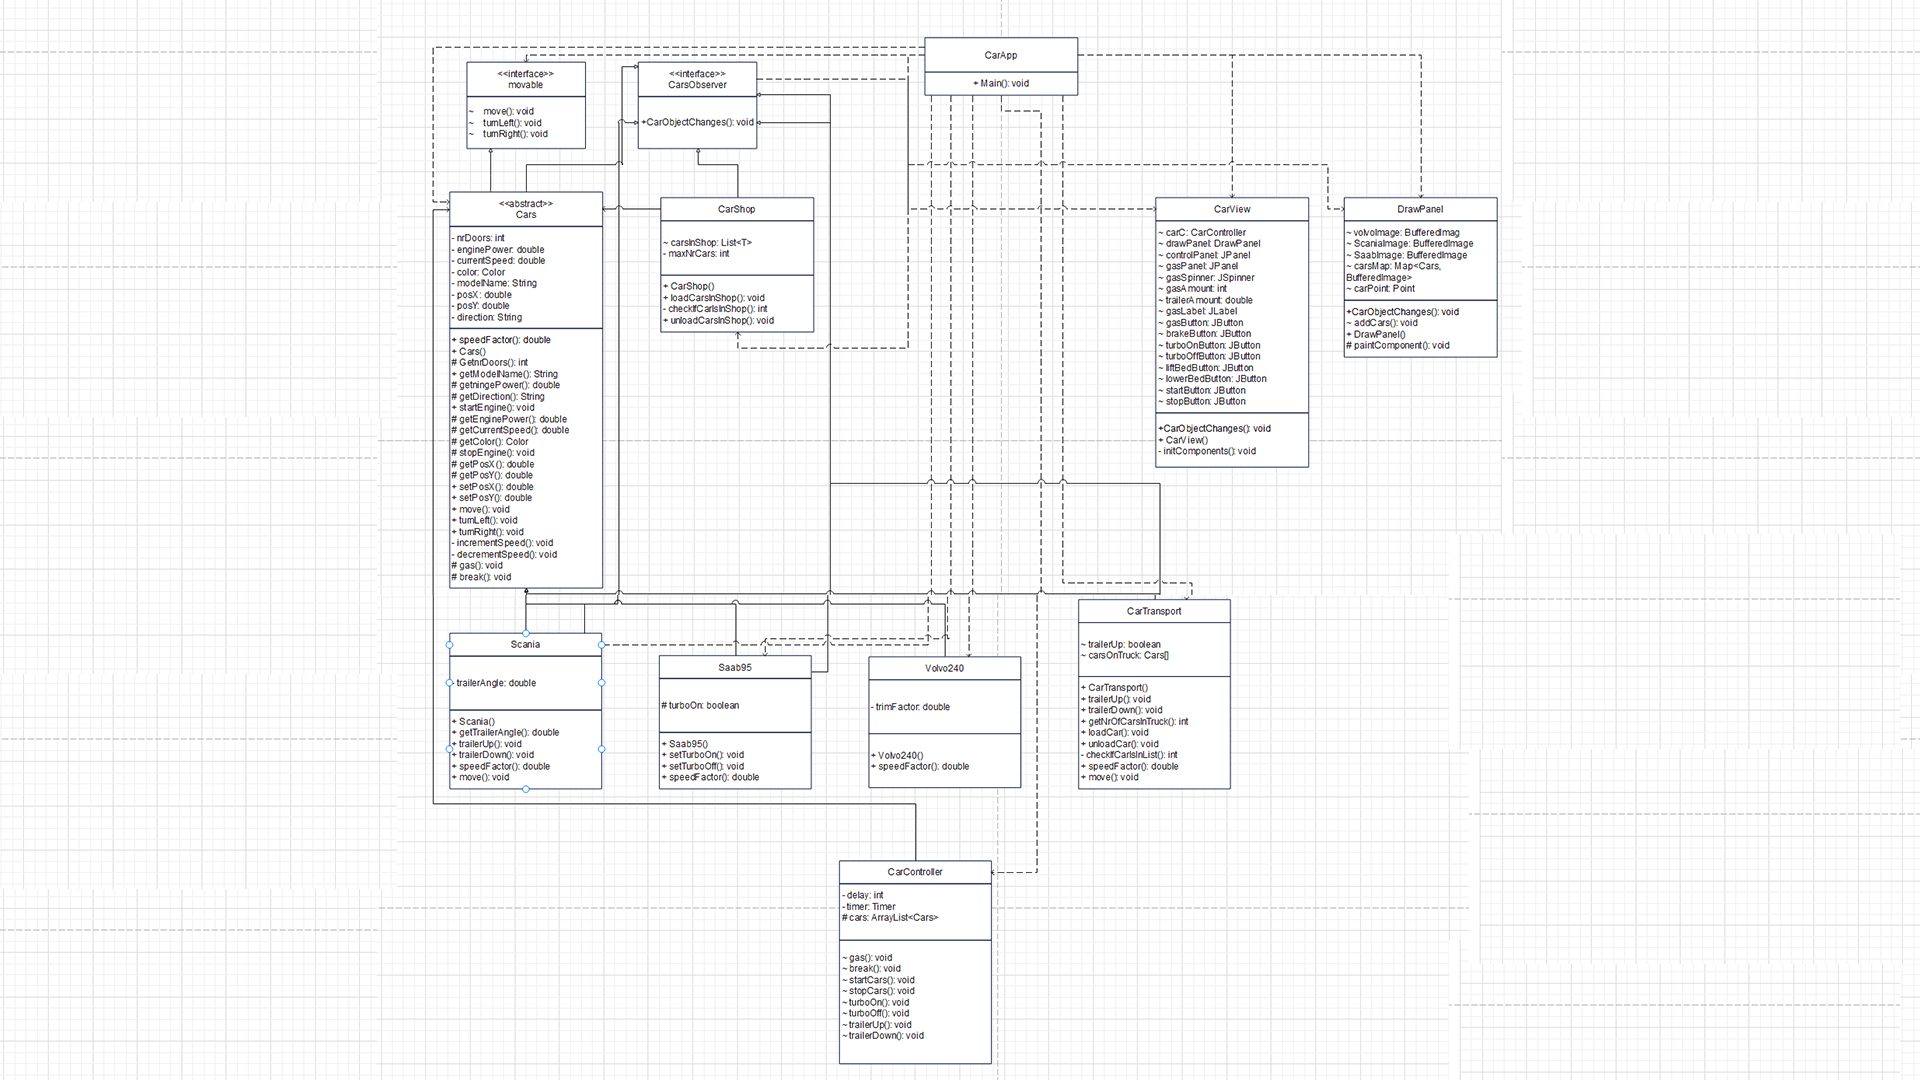 CarApp
+ Main(): void
<<interface>>
movable
~ move(): void
~ turnLeft(): void
~ turnRight(): void
<<interface>>
CarsObserver
+CarObjectChanges(): void
<<abstract>>
Cars
- nrDoors: int
- enginePower: double
- currentSpeed: double
- color: Color
- modelName: String
- posX: double
- posY: double
- direction: String
+ speedFactor(): double
+ Cars()
# GetnrDoors(): int
+ getModelName(): String
# getningePower(): double
# getDirection(): String
+ startEngine(): void
# getEnginePower(): double
# getCurrentSpeed(): double
# getColor(): Color
# stopEngine(): void
# getPosX(): double
# getPosY(): double
+ setPosX(): double
+ setPosY(): double
+ move(): void
+ turnLeft(): void
+ turnRight(): void
- incrementSpeed(): void
- decrementSpeed(): void
# gas(): void
# break(): void
CarShop
~ carsInShop: List<T>
- maxNrCars: int
+ CarShop()
+ loadCarsInShop(): void
- checkIfCarIsInShop(): int
+ unloadCarsInShop(): void
CarView
~ carC: CarController
~ drawPanel: DrawPanel
~ controlPanel: JPanel
~ gasPanel: JPanel
~ gasSpinner: JSpinner
~ gasAmount: int
~ trailerAmount: double
~ gasLabel: JLabel
~ gasButton: JButton
~ brakeButton: JButton
~ turboOnButton: JButton
~ turboOffButton: JButton
~ liftBedButton: JButton
~ lowerBedButton: JButton
~ startButton: JButton
~ stopButton: JButton
+CarObjectChanges(): void
+ CarView()
- initComponents(): void
DrawPanel
~ volvoImage: BufferedImag
~ ScaniaImage: BufferedImage
~ SaabImage: BufferedImage
~ carsMap: Map<Cars,
BufferedImage>
~ carPoint: Point
+CarObjectChanges(): void
~ addCars(): void
+ DrawPanel()
# paintComponent(): void
Scania
- trailerAngle: double
+ Scania()
+ getTrailerAngle(): double
+ trailerUp(): void
+ trailerDown(): void
+ speedFactor(): double
+ move(): void
Saab95
# turboOn: boolean
+ Saab95()
+ setTurboOn(): void
+ setTurboOff(): void
+ speedFactor(): double
Volvo240
- trimFactor: double
+ Volvo240()
+ speedFactor(): double
CarTransport
~ trailerUp: boolean
~ carsOnTruck: Cars[]
+ CarTransport()
+ trailerUp(): void
+ trailerDown(): void
+ getNrOfCarsInTruck(): int
+ loadCar(): void
+ unloadCar(): void
- checkIfCarIsInList(): int
+ speedFactor(): double
+ move(): void
CarController
- delay: int
- timer: Timer
# cars: ArrayList<Cars>
~ gas(): void
~ break(): void
~ startCars(): void
~ stopCars(): void
~ turboOn(): void
~ turboOff(): void
~ trailerUp(): void
~ trailerDown(): void